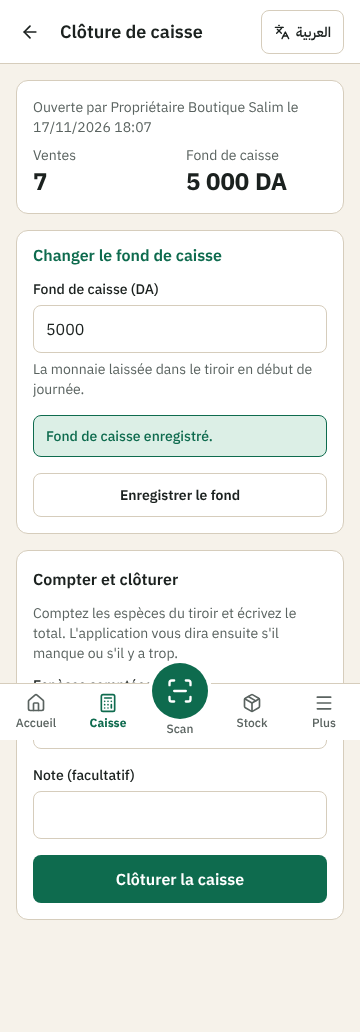 Clôture de caisse
العربية
Ouverte par Propriétaire Boutique Salim le
17/11/2026 18:07
Ventes
Fond de caisse
7
5 000 DA
Changer le fond de caisse
Fond de caisse (DA)
5000
La monnaie laissée dans le tiroir en début de
journée.
Fond de caisse enregistré.
Enregistrer le fond
Compter et clôturer
Comptez les espèces du tiroir et écrivez le
total. L'application vous dira ensuite s'il
manque ou s'il y a trop.
Accueil
Caisse
Scan
Stock
Plus
Note (facultatif)
Clôturer la caisse